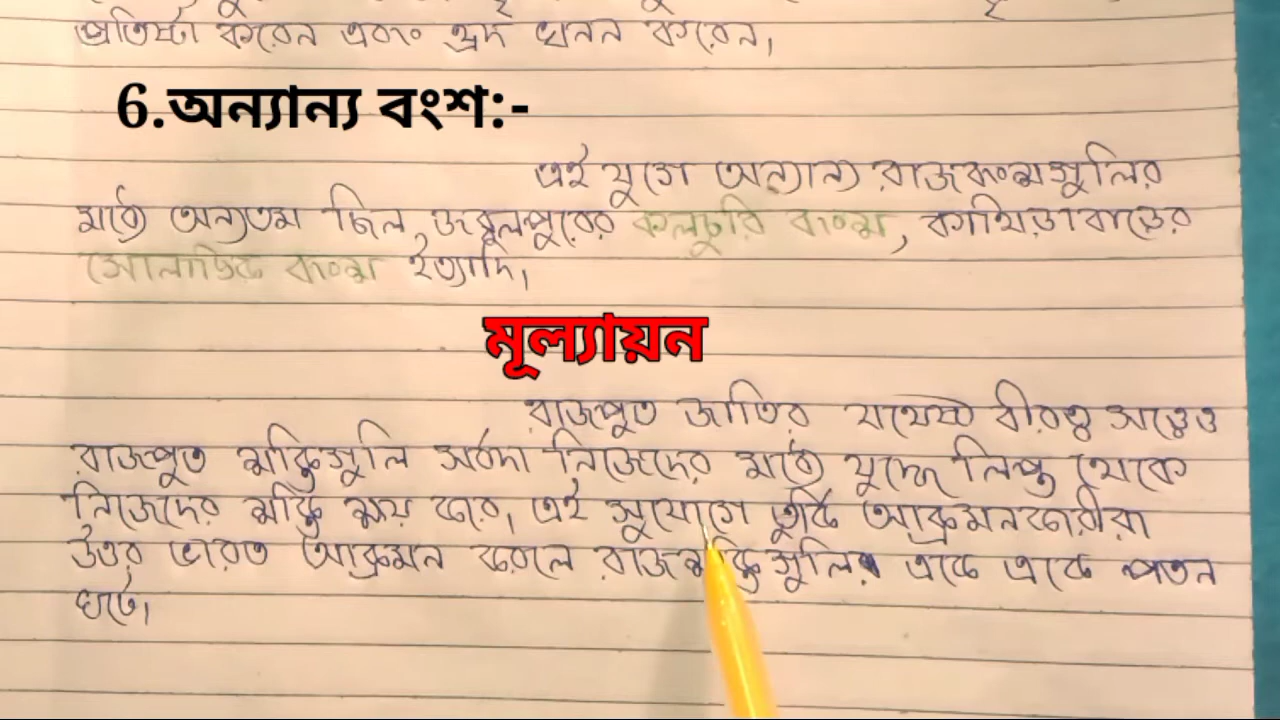 প্রতিষ্টা করেন এবং হ্রদ খনন করেন।
6.অন্যান্য বংশ:-
এই যুগে অন্যান্য রাজবংশগুলির
মধ্যে অন্যতম ছিল জব্বলপুরের কলচুরি বংশ, কাথিয়াবাড়ের
সোলাঙ্কি বংশ ইত্যাদি।
মূল্যায়ন
রাজপুত জাতির যথেষ্ট বীরত্ব সত্ত্বেও
রাজপুত শক্তিগুলি সর্বদা নিজেদের মধ্যে যুদ্ধে লিপ্ত থেকে
নিজেদের শক্তি ক্ষয় করে। এই সুযোগে তুর্কি আক্রমনকারীরা
উত্তর ভারত আক্রমন করলে রাজশক্তিগুলির একে একে পতন
ঘটে।